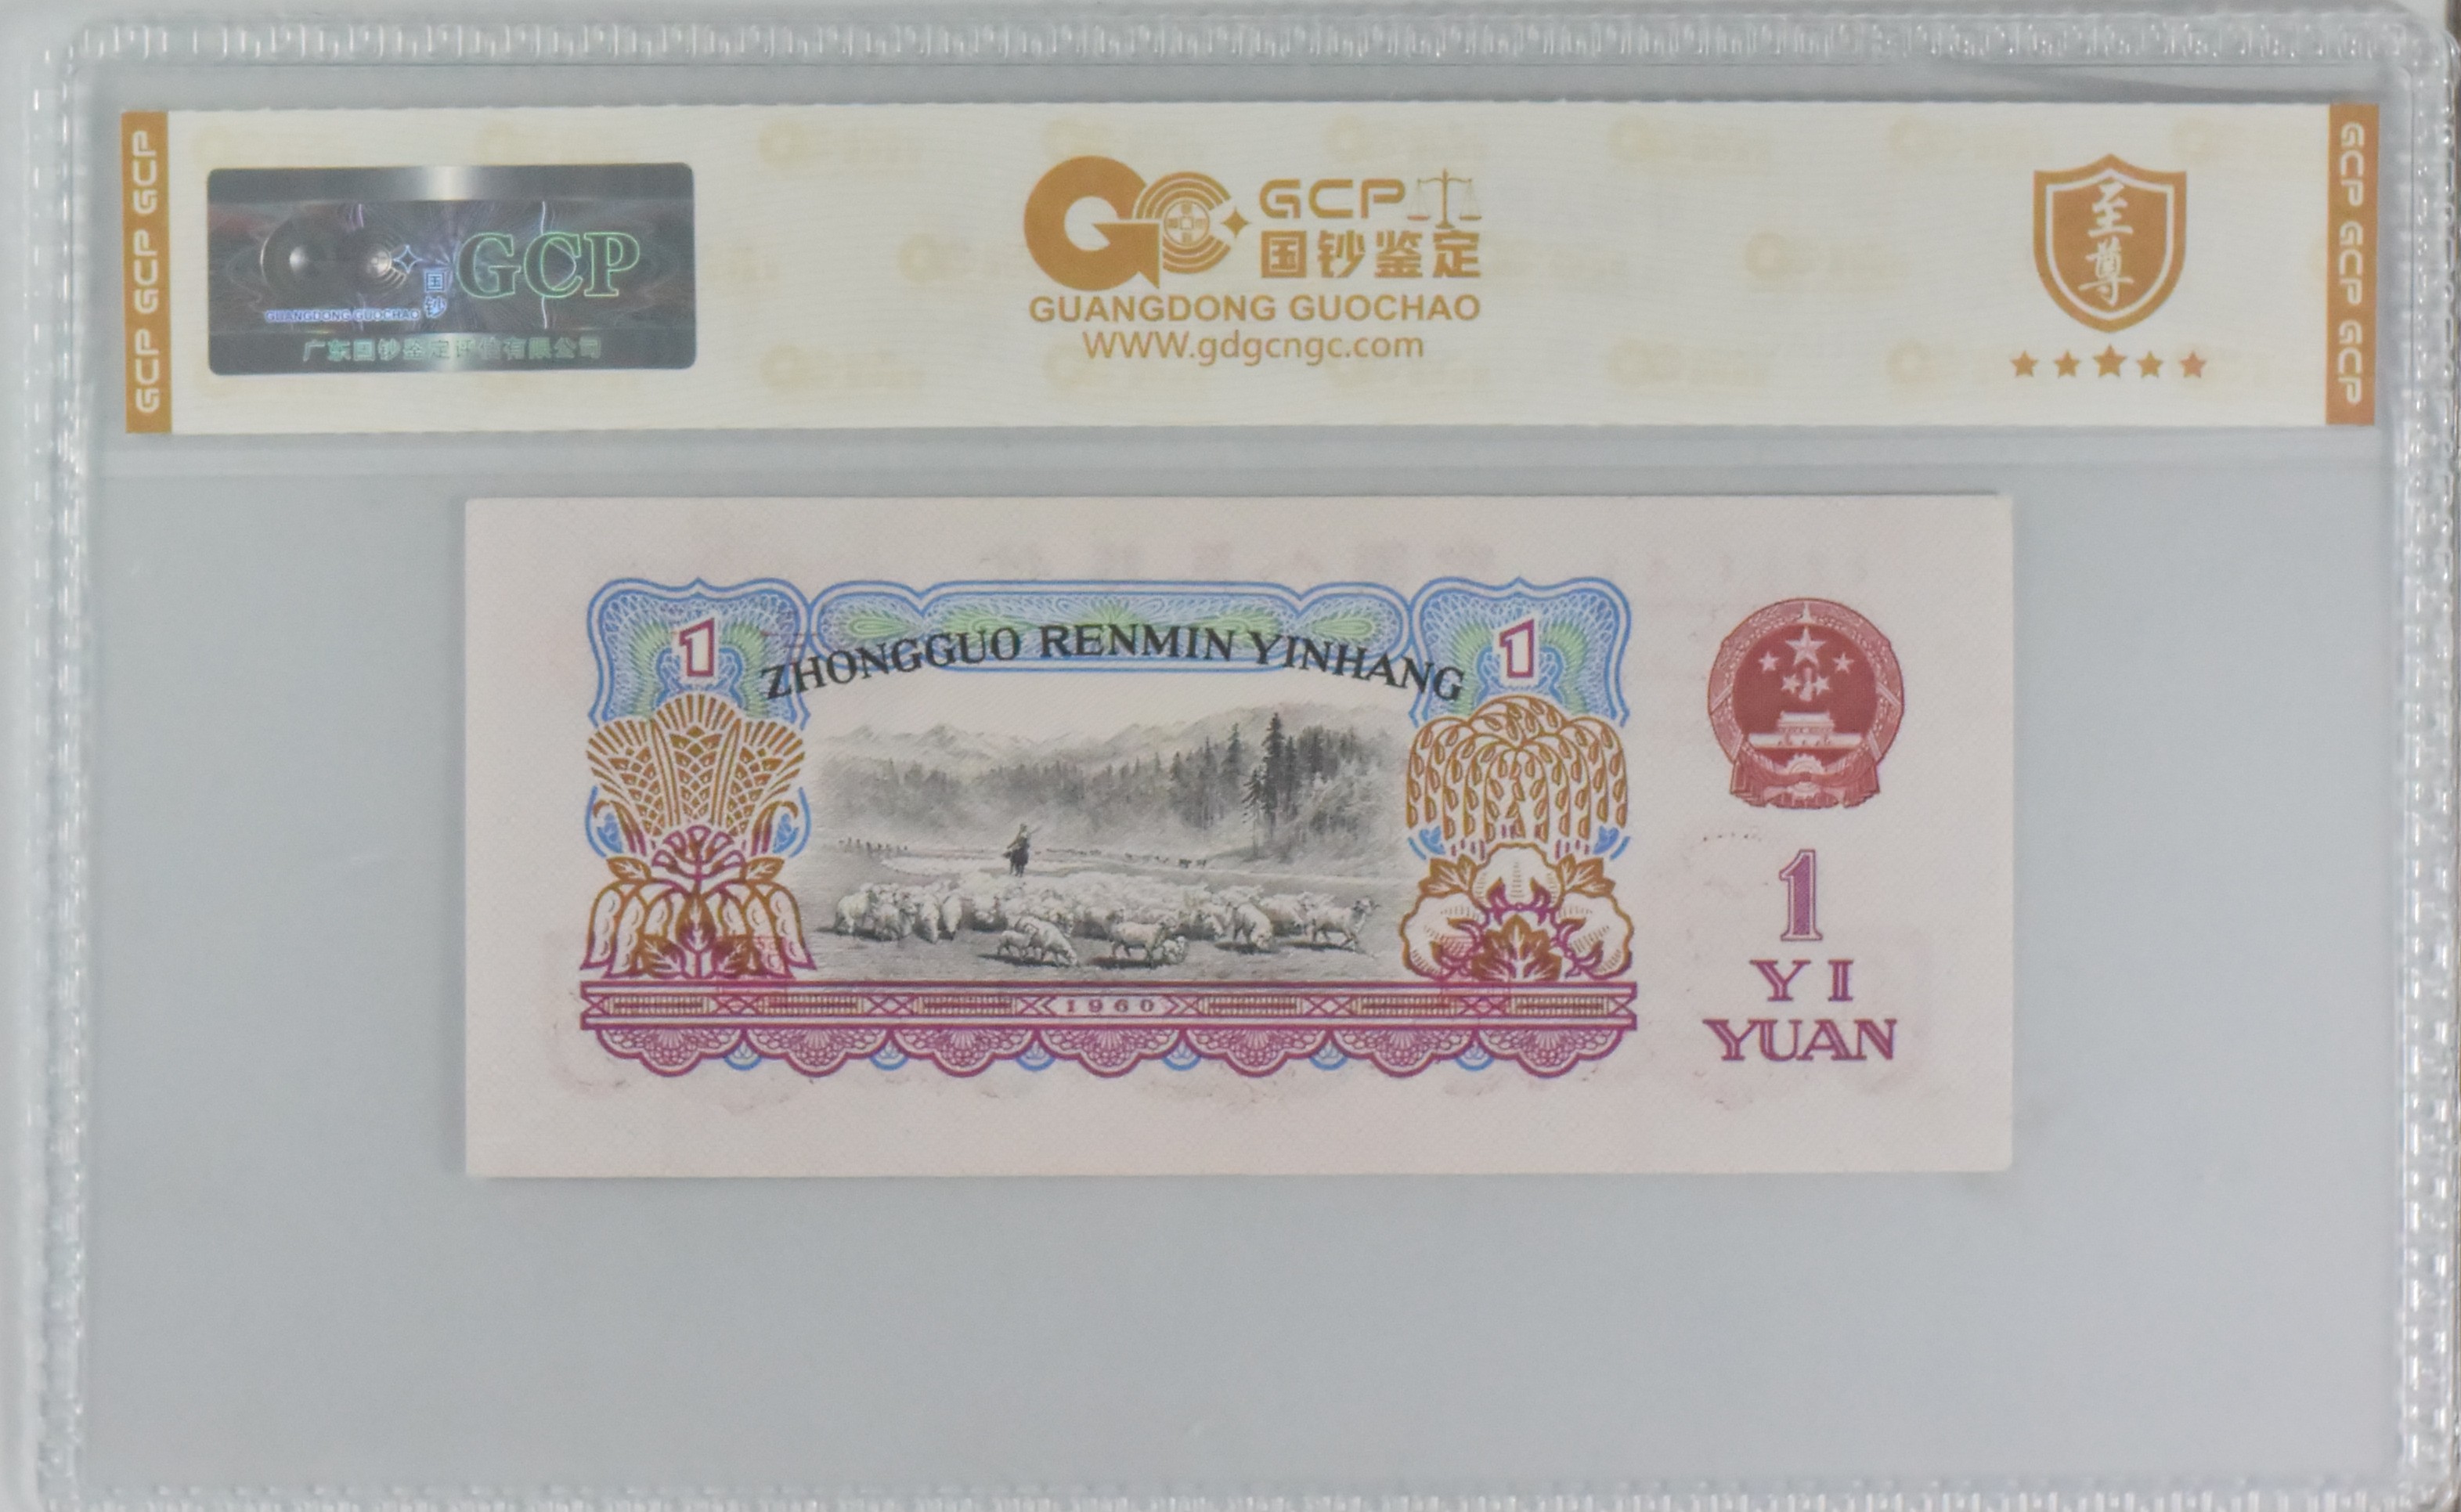 GCP GCP GCP
国
钞
GCP
GUANGDONG GUOCHAO
广东国钞鉴定评估有限公司
GCP
国钞鉴定
GUANGDONG GUOCHAO
WWW.gdgcngc.com
至
尊
GCP GCP GCP
1
ZHONGGUO RENMIN YINHANG
1
1960
1
YI
YUAN